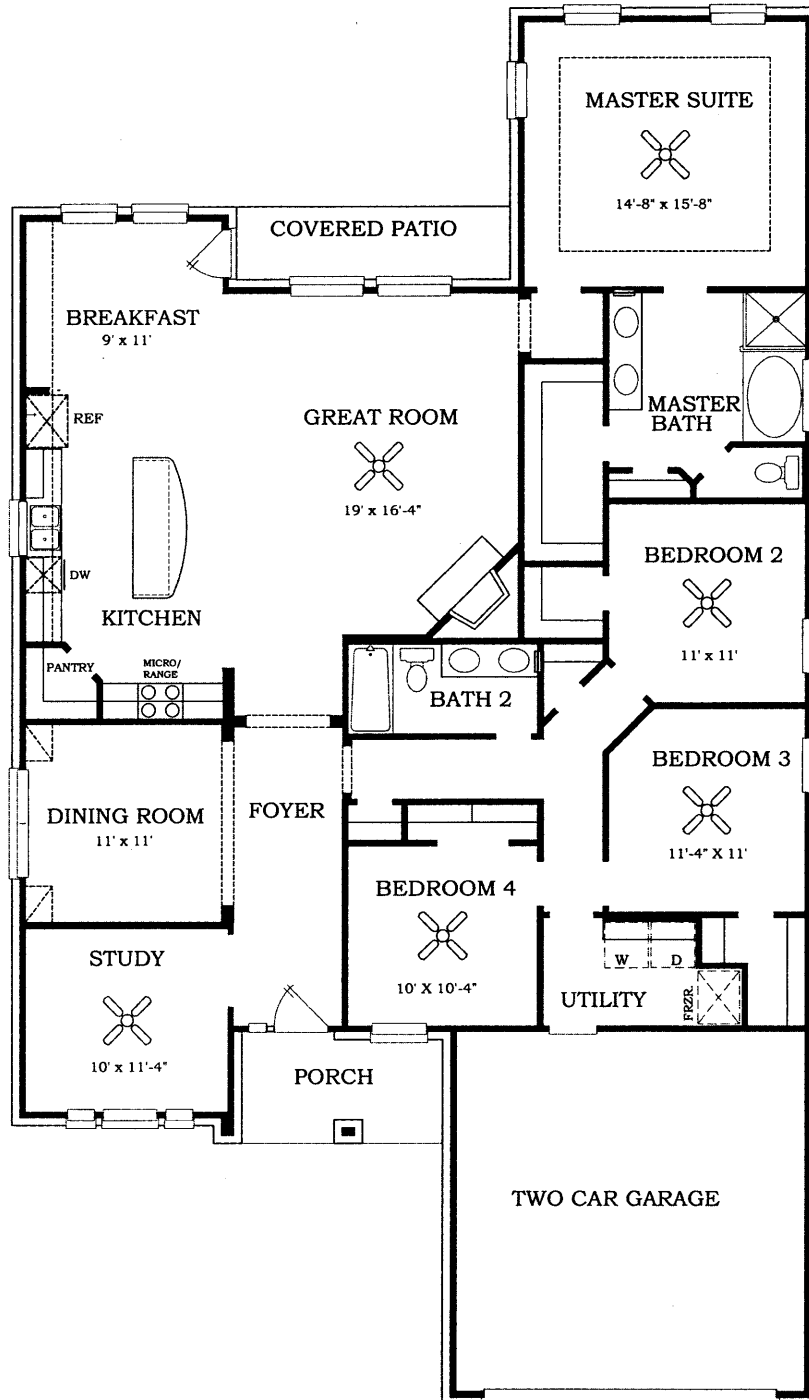 MASTER SUITE
14'-8" x 15'-8"
COVERED PATIO
BREAKFAST
9' x 11'
REF
GREAT ROOM
19' x 16'-4"
MASTER
BATH
DW
KITCHEN
BEDROOM 2
11' x 11'
PANTRY
MICRO/
RANGE
BATH 2
BEDROOM 3
11'-4" X 11'
DINING ROOM
11' x 11'
FOYER
BEDROOM 4
10' X 10'-4"
STUDY
10' x 11'-4"
W
D
UTILITY
FRZR.
PORCH
TWO CAR GARAGE